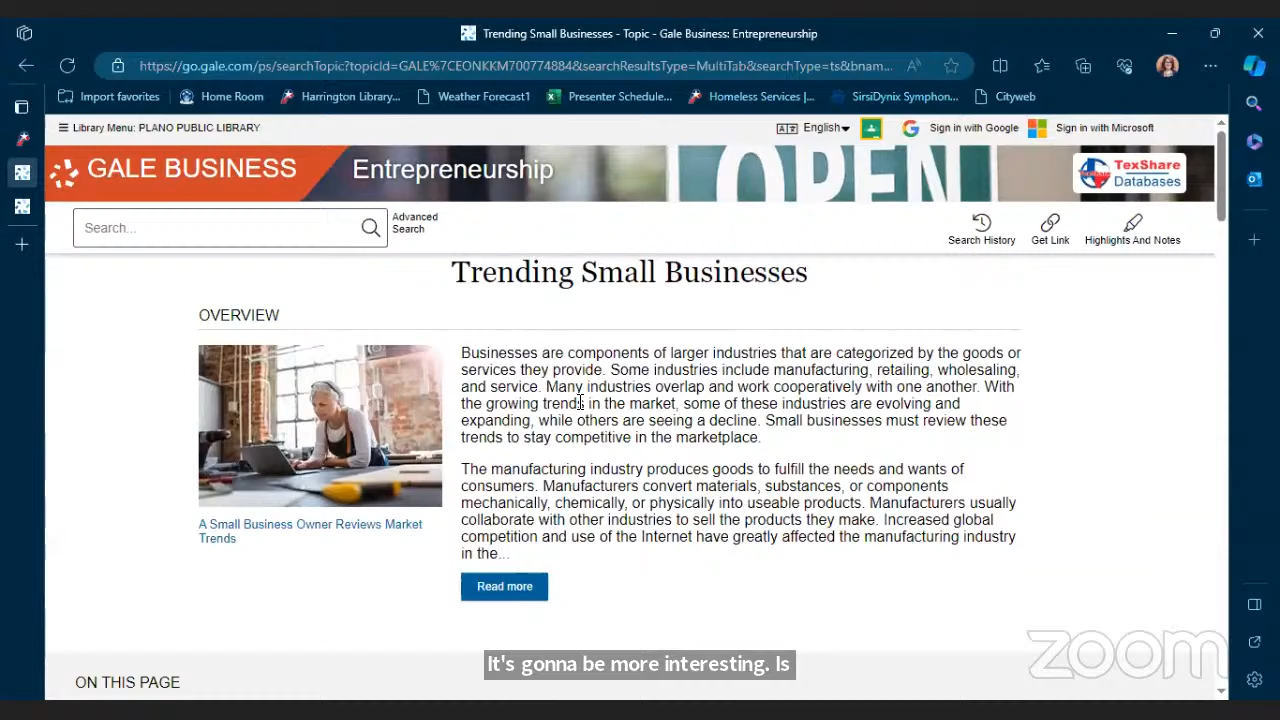 Trending Small Businesses - Topic - Gale Business: Entrepreneurship
https://go.gale.com/ps/searchTopic?topicId=GALE%7CEONKKM700774884&searchResultsType=MultiTab&searchType=ts&bnam...
Import favorites
Home Room
Harrington Library...
Weather Forecast1
Presenter Schedule...
Homeless Services |...
SirsiDynix Symphon...
Cityweb
Library Menu: PLANO PUBLIC LIBRARY
English
Sign in with Google
Sign in with Microsoft
GALE BUSINESS Entrepreneurship
OPEN
TexShare
Databases
Search...
Advanced
Search
Search History
Get Link
Highlights And Notes
Trending Small Businesses
OVERVIEW
Businesses are components of larger industries that are categorized by the goods or
services they provide. Some industries include manufacturing, retailing, wholesaling,
and service. Many industries overlap and work cooperatively with one another. With
the growing trends in the market, some of these industries are evolving and
expanding, while others are seeing a decline. Small businesses must review these
trends to stay competitive in the marketplace.
The manufacturing industry produces goods to fulfill the needs and wants of
consumers. Manufacturers convert materials, substances, or components
mechanically, chemically, or physically into useable products. Manufacturers usually
collaborate with other industries to sell the products they make. Increased global
competition and use of the Internet have greatly affected the manufacturing industry
in the...
A Small Business Owner Reviews Market
Trends
Read more
It's gonna be more interesting. Is
zoom
ON THIS PAGE